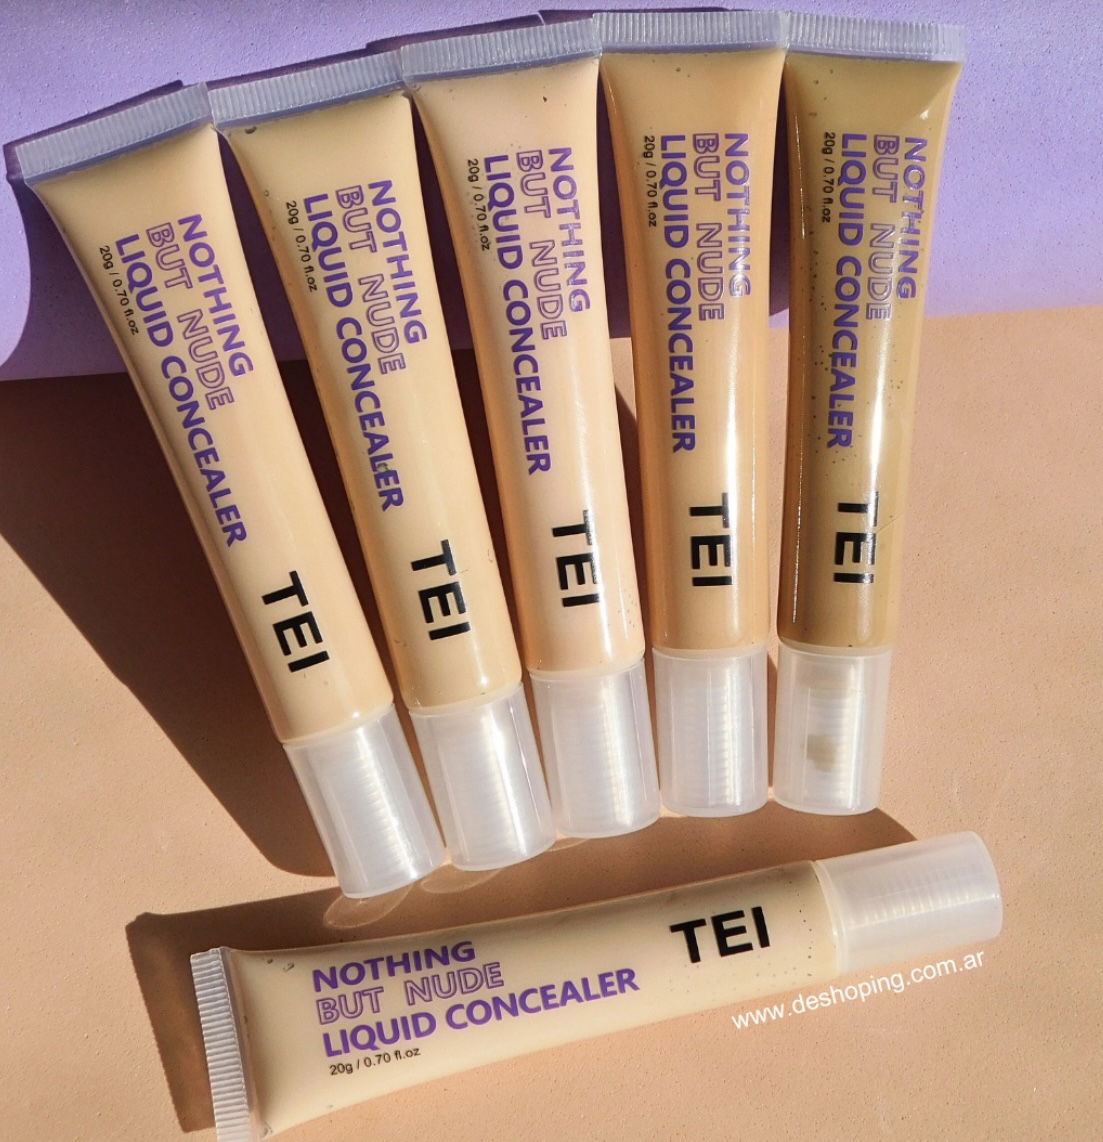 NOTHING
BUT NUDE
LIQUID CONCEALER
20g / 0.70 fl.oz
TEI
NOTHING
BUT NUDE
LIQUID CONCEALER
20g / 0.70 fl.oz
TEI
NOTHING
BUT NUDE
LIQUID CONCEALER
20g / 0.70 fl.oz
TEI
NOTHING
BUT NUDE
LIQUID CONCEALER
20g / 0.70 fl.oz
TEI
NOTHING
BUT NUDE
LIQUID CONCEALER
20g / 0.70 fl.oz
TEI
NOTHING
BUT NUDE
LIQUID CONCEALER
20g / 0.70 fl.oz
TEI
www.deshoping.com.ar